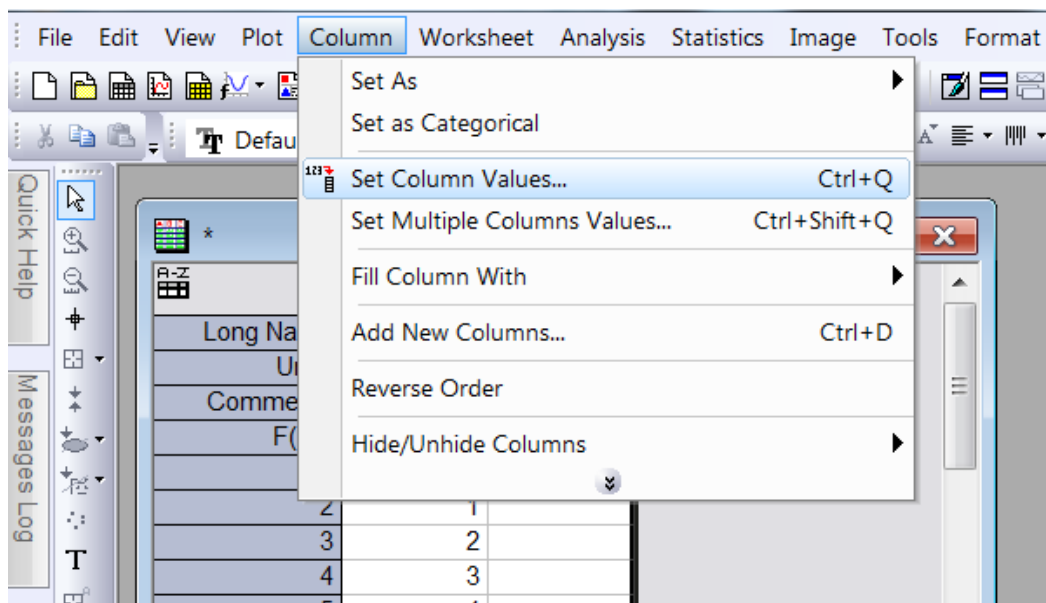 File Edit View Plot Column Worksheet Analysis Statistics Image Tools Format
Set As
Set as Categorical
Defau
Set Column Values... Ctrl+Q
Set Multiple Columns Values... Ctrl+Shift+Q
Quick Help
*
Fill Column With
A-Z
Long Na
Add New Columns... Ctrl+D
Reverse Order
Comme
Messages Log
F(
Hide/Unhide Columns
2 1
3 2
4 3
T